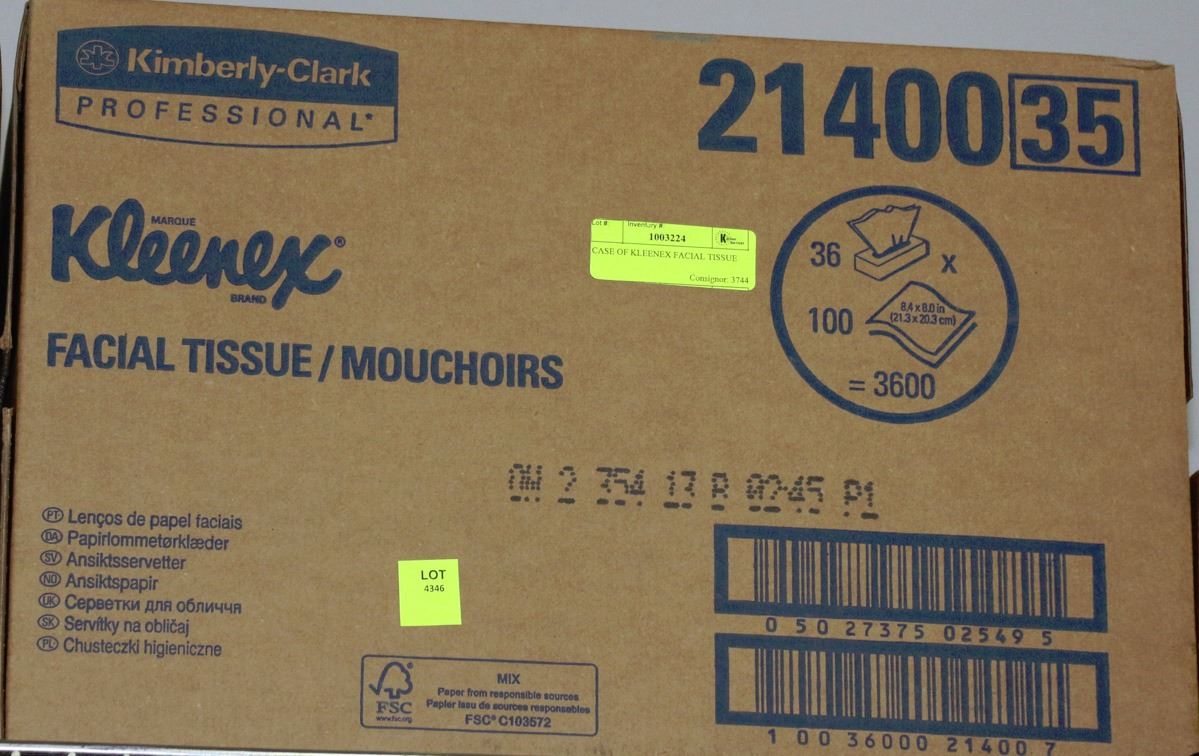 Kimberly-Clark
PROFESSIONAL*
21400 35
MARQUE
Kleenex®
BRAND
FACIAL TISSUE / MOUCHOIRS
Lot #: Inventory #:
1003224
CASE OF KLEENEX FACIAL TISSUE
Consignor: 3744
36 x
100 8.4 x 8.0 in
(21.3 x 20.3 cm)
= 3600
OW 2 354 13 R 0245 P1
PT Lenços de papel faciais
DA Papirlommetørklæder
SV Ansiktsservetter
NO Ansiktspapir
UK Серветки для обличчя
SK Servítky na obličaj
PL Chusteczki higieniczne
LOT
4346
FSC
www.fsc.org
MIX
Paper from responsible sources
Papier issu de sources responsables
FSC® C103572
0 50 27375 02549 5
1 00 36000 21400 7